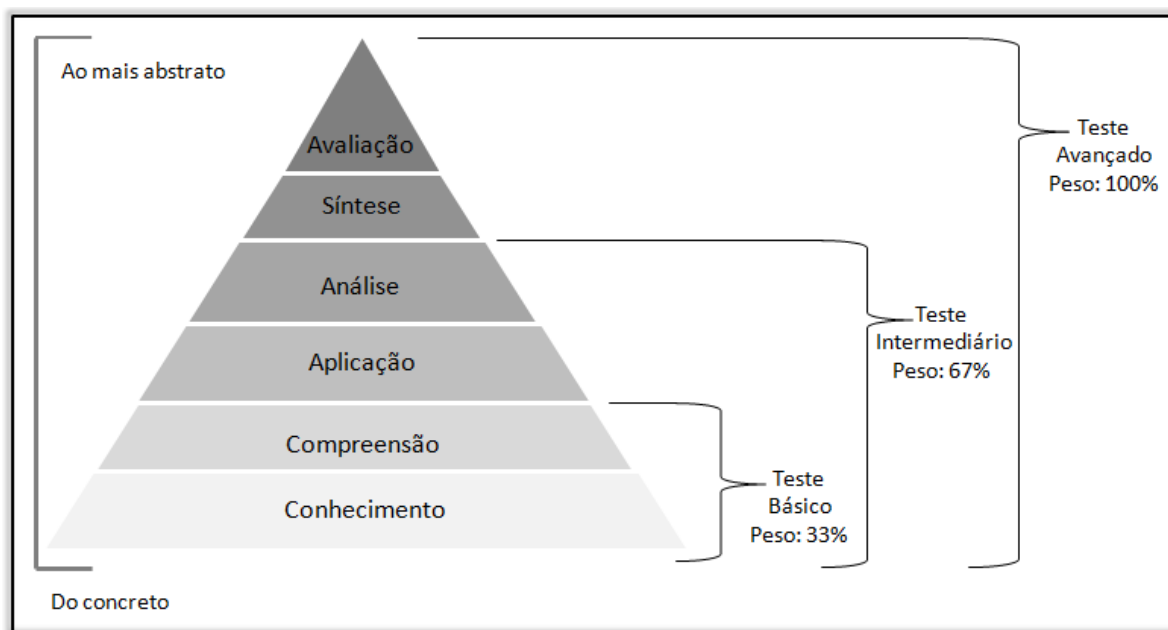 Ao mais abstrato
Avaliação
Síntese
Análise
Aplicação
Compreensão
Conhecimento
Do concreto
Teste
Avançado
Peso: 100%
Teste
Intermediário
Peso: 67%
Teste
Básico
Peso: 33%